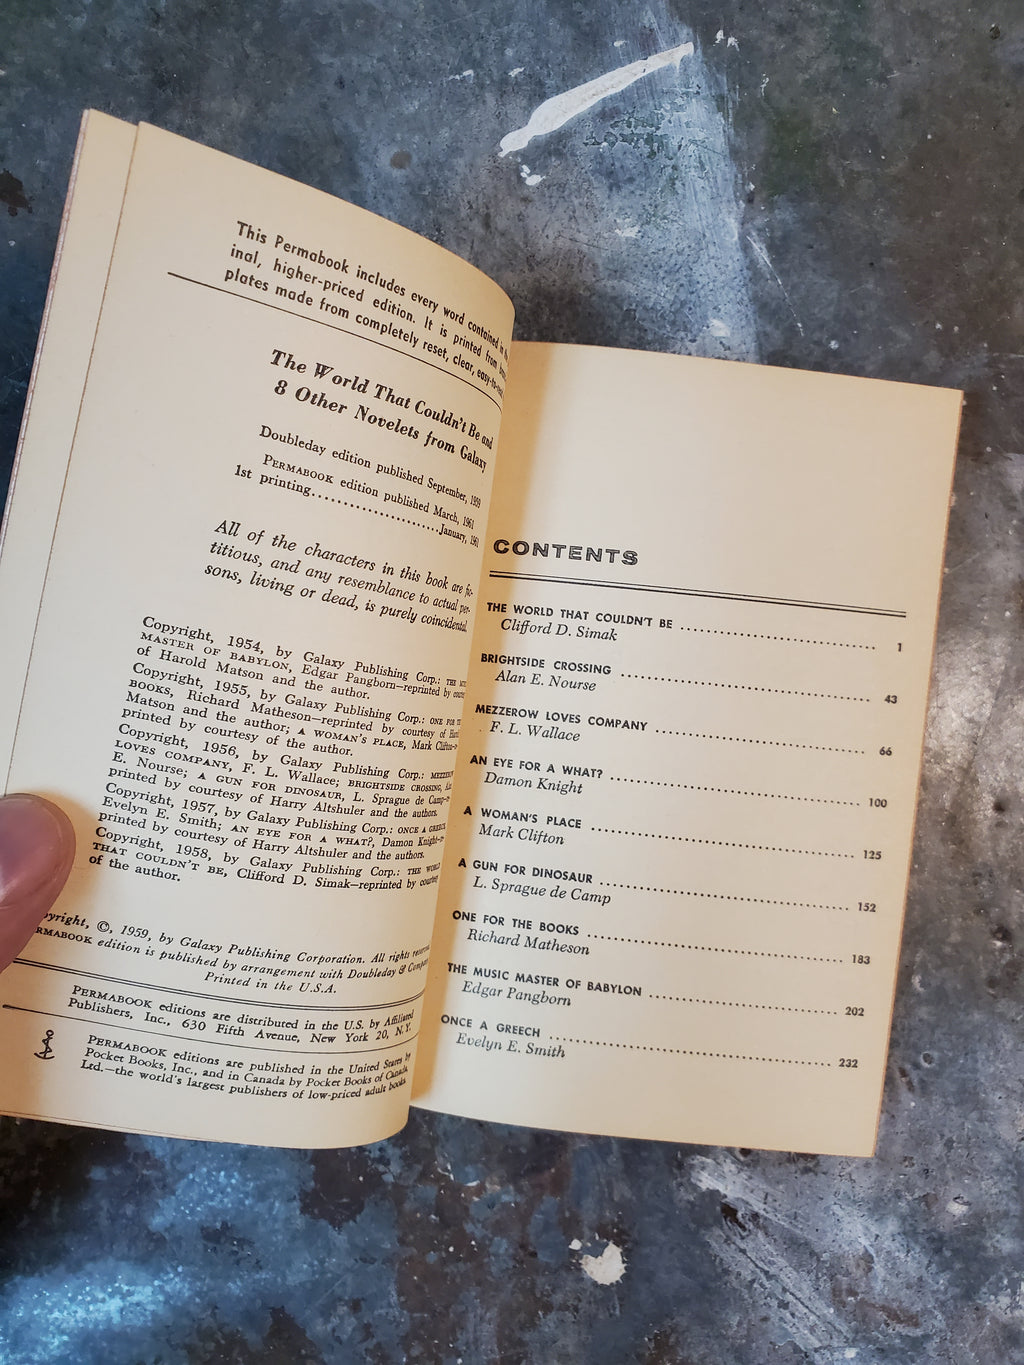 This Permabook includes every word contained in the
inal, higher-priced edition. It is printed from
plates made from completely reset, clear,
The World That Couldn't Be and
8 Other Novelets from Galaxy
Doubleday edition published September, 1959
PERMABOOK edition published March, 1961
1st printing....................January, 1961
All of the characters in this book are fic-
titious, and any resemblance to actual per-
sons, living or dead, is purely coincidental.
Copyright, 1954, by Galaxy Publishing Corp.: THE
MASTER OF BABYLON, Edgar Pangborn—reprinted by
of Harold Matson and the author.
Copyright, 1955, by Galaxy Publishing Corp.: ONE FOR
BOOKS, Richard Matheson—reprinted by courtesy of
Matson and the author; A WOMAN'S PLACE, Mark Clifton—
printed by courtesy of the author.
Copyright, 1956, by Galaxy Publishing Corp.:
LOVES COMPANY, F. L. Wallace; BRIGHTSIDE CROSSING,
E. Nourse; A GUN FOR DINOSAUR, L. Sprague de Camp—
printed by courtesy of Harry Altshuler and the authors.
Copyright, 1957, by Galaxy Publishing Corp.: ONCE A GREECH
Evelyn E. Smith; AN EYE FOR A WHAT?, Damon Knight—
printed by courtesy of Harry Altshuler and the authors.
Copyright, 1958, by Galaxy Publishing Corp.: THE WORLD
THAT COULDN'T BE, Clifford D. Simak—reprinted by courtesy
of the author.
pyright, ©, 1959, by Galaxy Publishing Corporation. All rights
RMABOOK edition is published by arrangement with Doubleday &
Printed in the U.S.A.
PERMABOOK editions are distributed in the U.S. by Affiliated
Publishers, Inc., 630 Fifth Avenue, New York 20, N. Y.
PERMABOOK editions are published in the United States by
Pocket Books, Inc., and in Canada by Pocket Books of Canada,
Ltd.—the world's largest publishers of low-priced adult books.
CONTENTS
THE WORLD THAT COULDN'T BE ........................ 1
Clifford D. Simak
BRIGHTSIDE CROSSING ........................ 43
Alan E. Nourse
MEZZEROW LOVES COMPANY ........................ 66
F. L. Wallace
AN EYE FOR A WHAT? ........................ 100
Damon Knight
A WOMAN'S PLACE ........................ 125
Mark Clifton
A GUN FOR DINOSAUR ........................ 152
L. Sprague de Camp
ONE FOR THE BOOKS ........................ 183
Richard Matheson
THE MUSIC MASTER OF BABYLON ........................ 202
Edgar Pangborn
ONCE A GREECH ........................ 232
Evelyn E. Smith